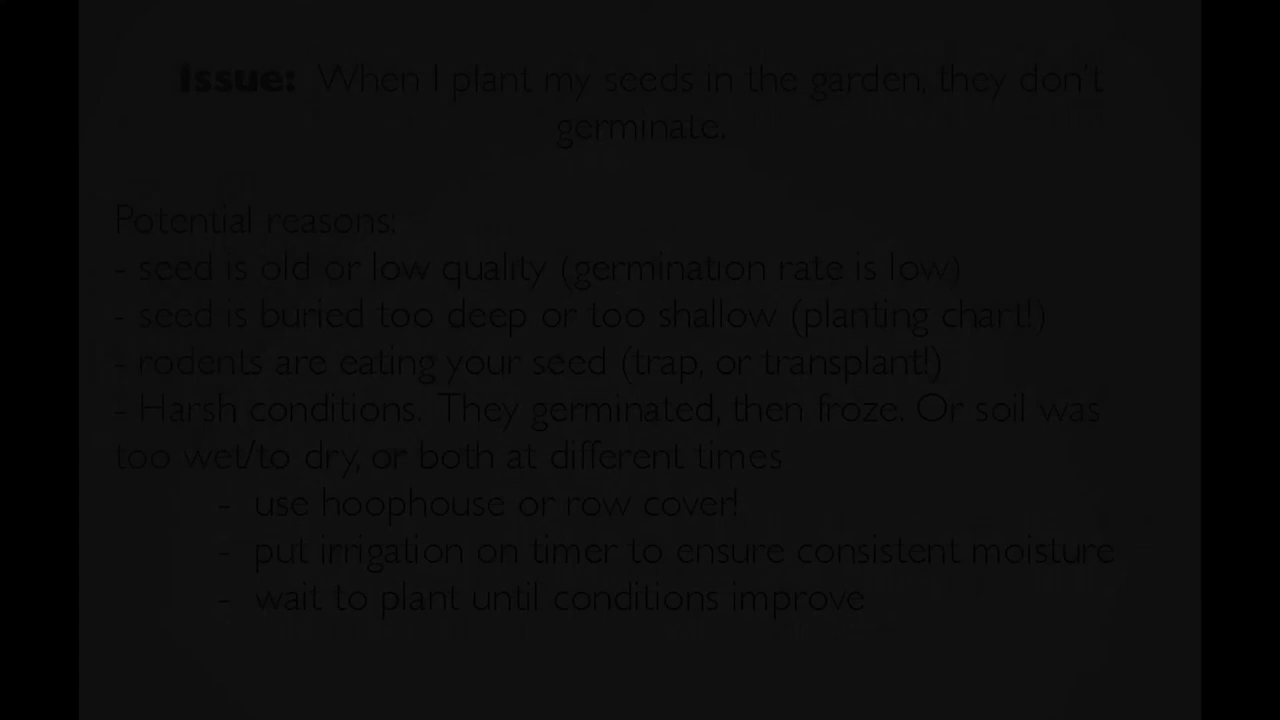 Issue: When I plant my seeds in the garden, they don't
germinate.
Potential reasons:
- seed is old or low quality (germination rate is low)
- seed is buried too deep or too shallow (planting chart!)
- rodents are eating your seed (trap, or transplant!)
- Harsh conditions. They germinated, then froze. Or soil was
too wet/to dry, or both at different times
- use hoophouse or row cover!
- put irrigation on timer to ensure consistent moisture
- wait to plant until conditions improve